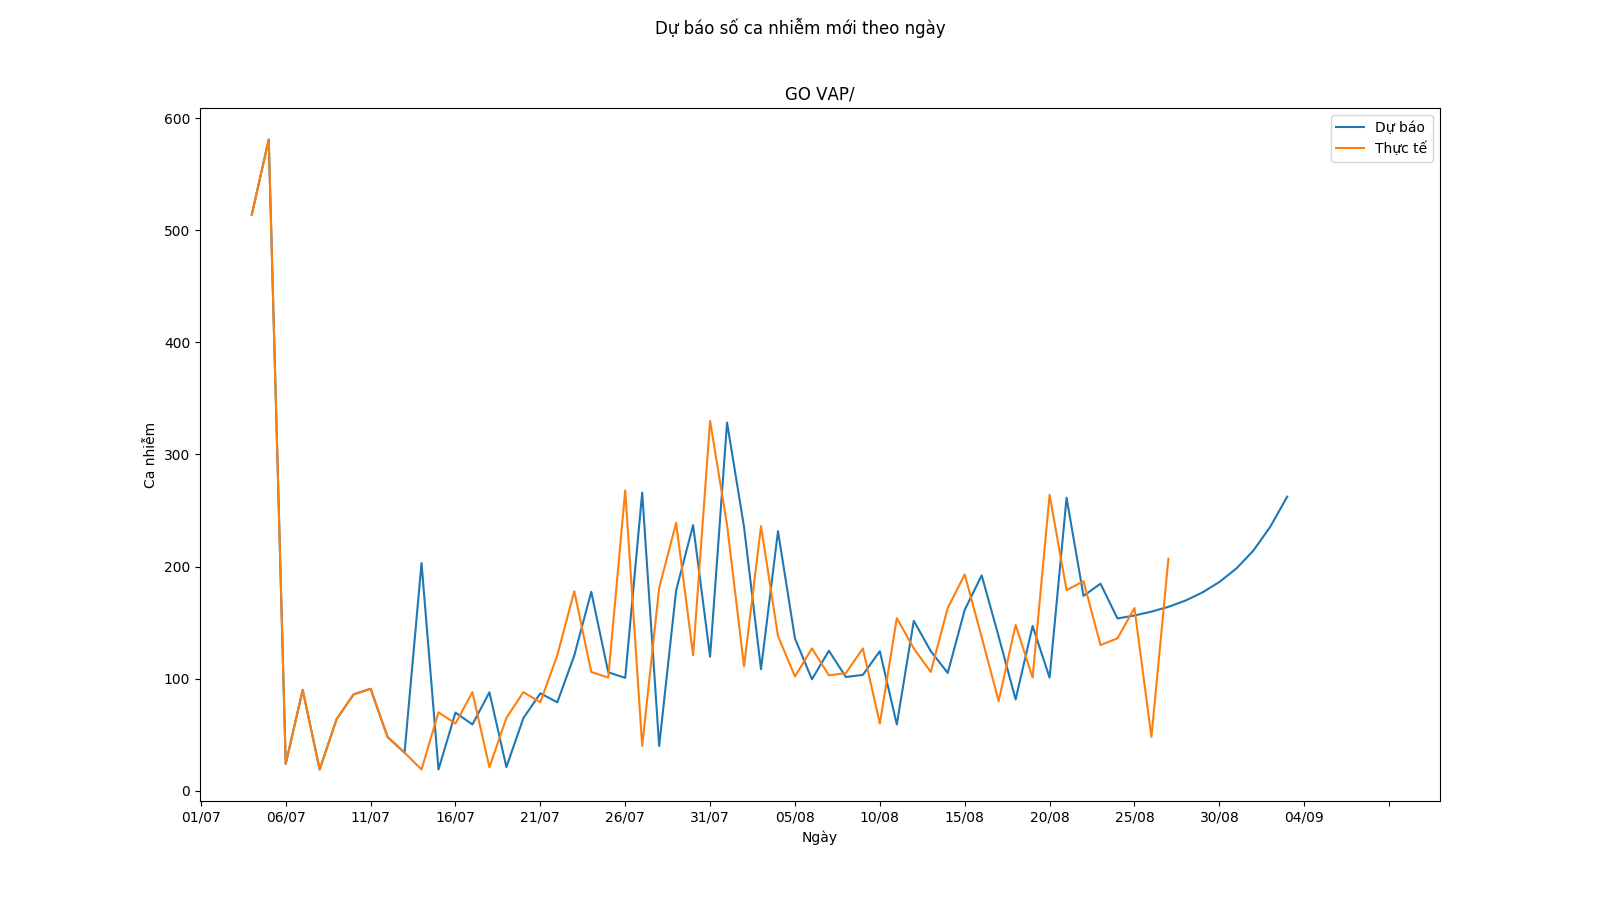 Dự báo số ca nhiễm mới theo ngày
GO VAP/
Dự báo
Thực tế
600
500
400
300
200
100
0
Ca nhiễm
01/07 06/07 11/07 16/07 21/07 26/07 31/07 05/08 10/08 15/08 20/08 25/08 30/08 04/09
Ngày